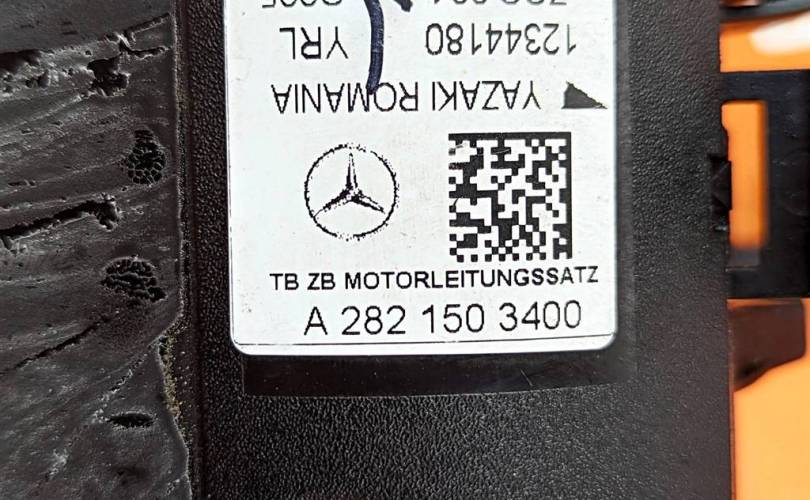 YAZAKI ROMANIA
12344180 YRL
TB ZB MOTORLEITUNGSSATZ
A 282 150 3400